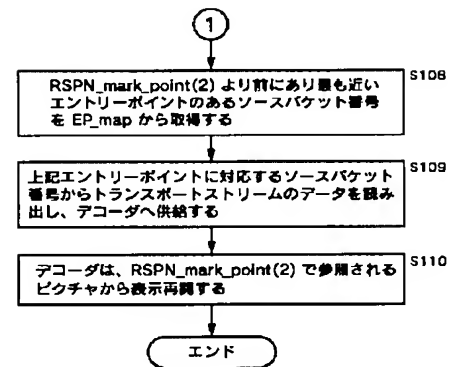 1
S108
RSPN_mark_point(2) より前にあり最も近い
エントリーポイントのあるソースパケット番号
を EP_map から取得する
S109
上記エントリーポイントに対応するソースパケット
番号からトランスポートストリームのデータを読み
出し、デコーダへ供給する
S110
デコーダは、RSPN_mark_point(2) で参照される
ピクチャから表示再開する
エンド